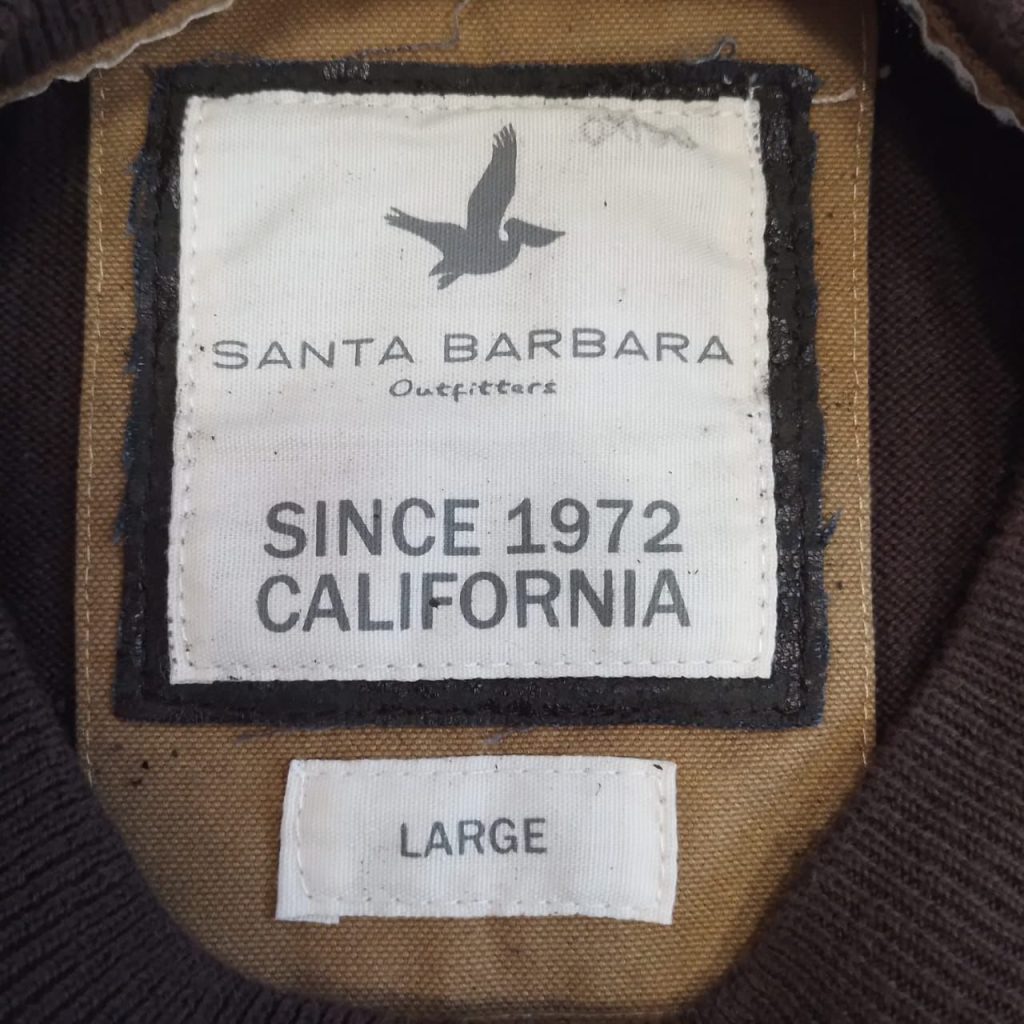 SANTA BARBARA
Outfitters
SINCE 1972
CALIFORNIA
LARGE